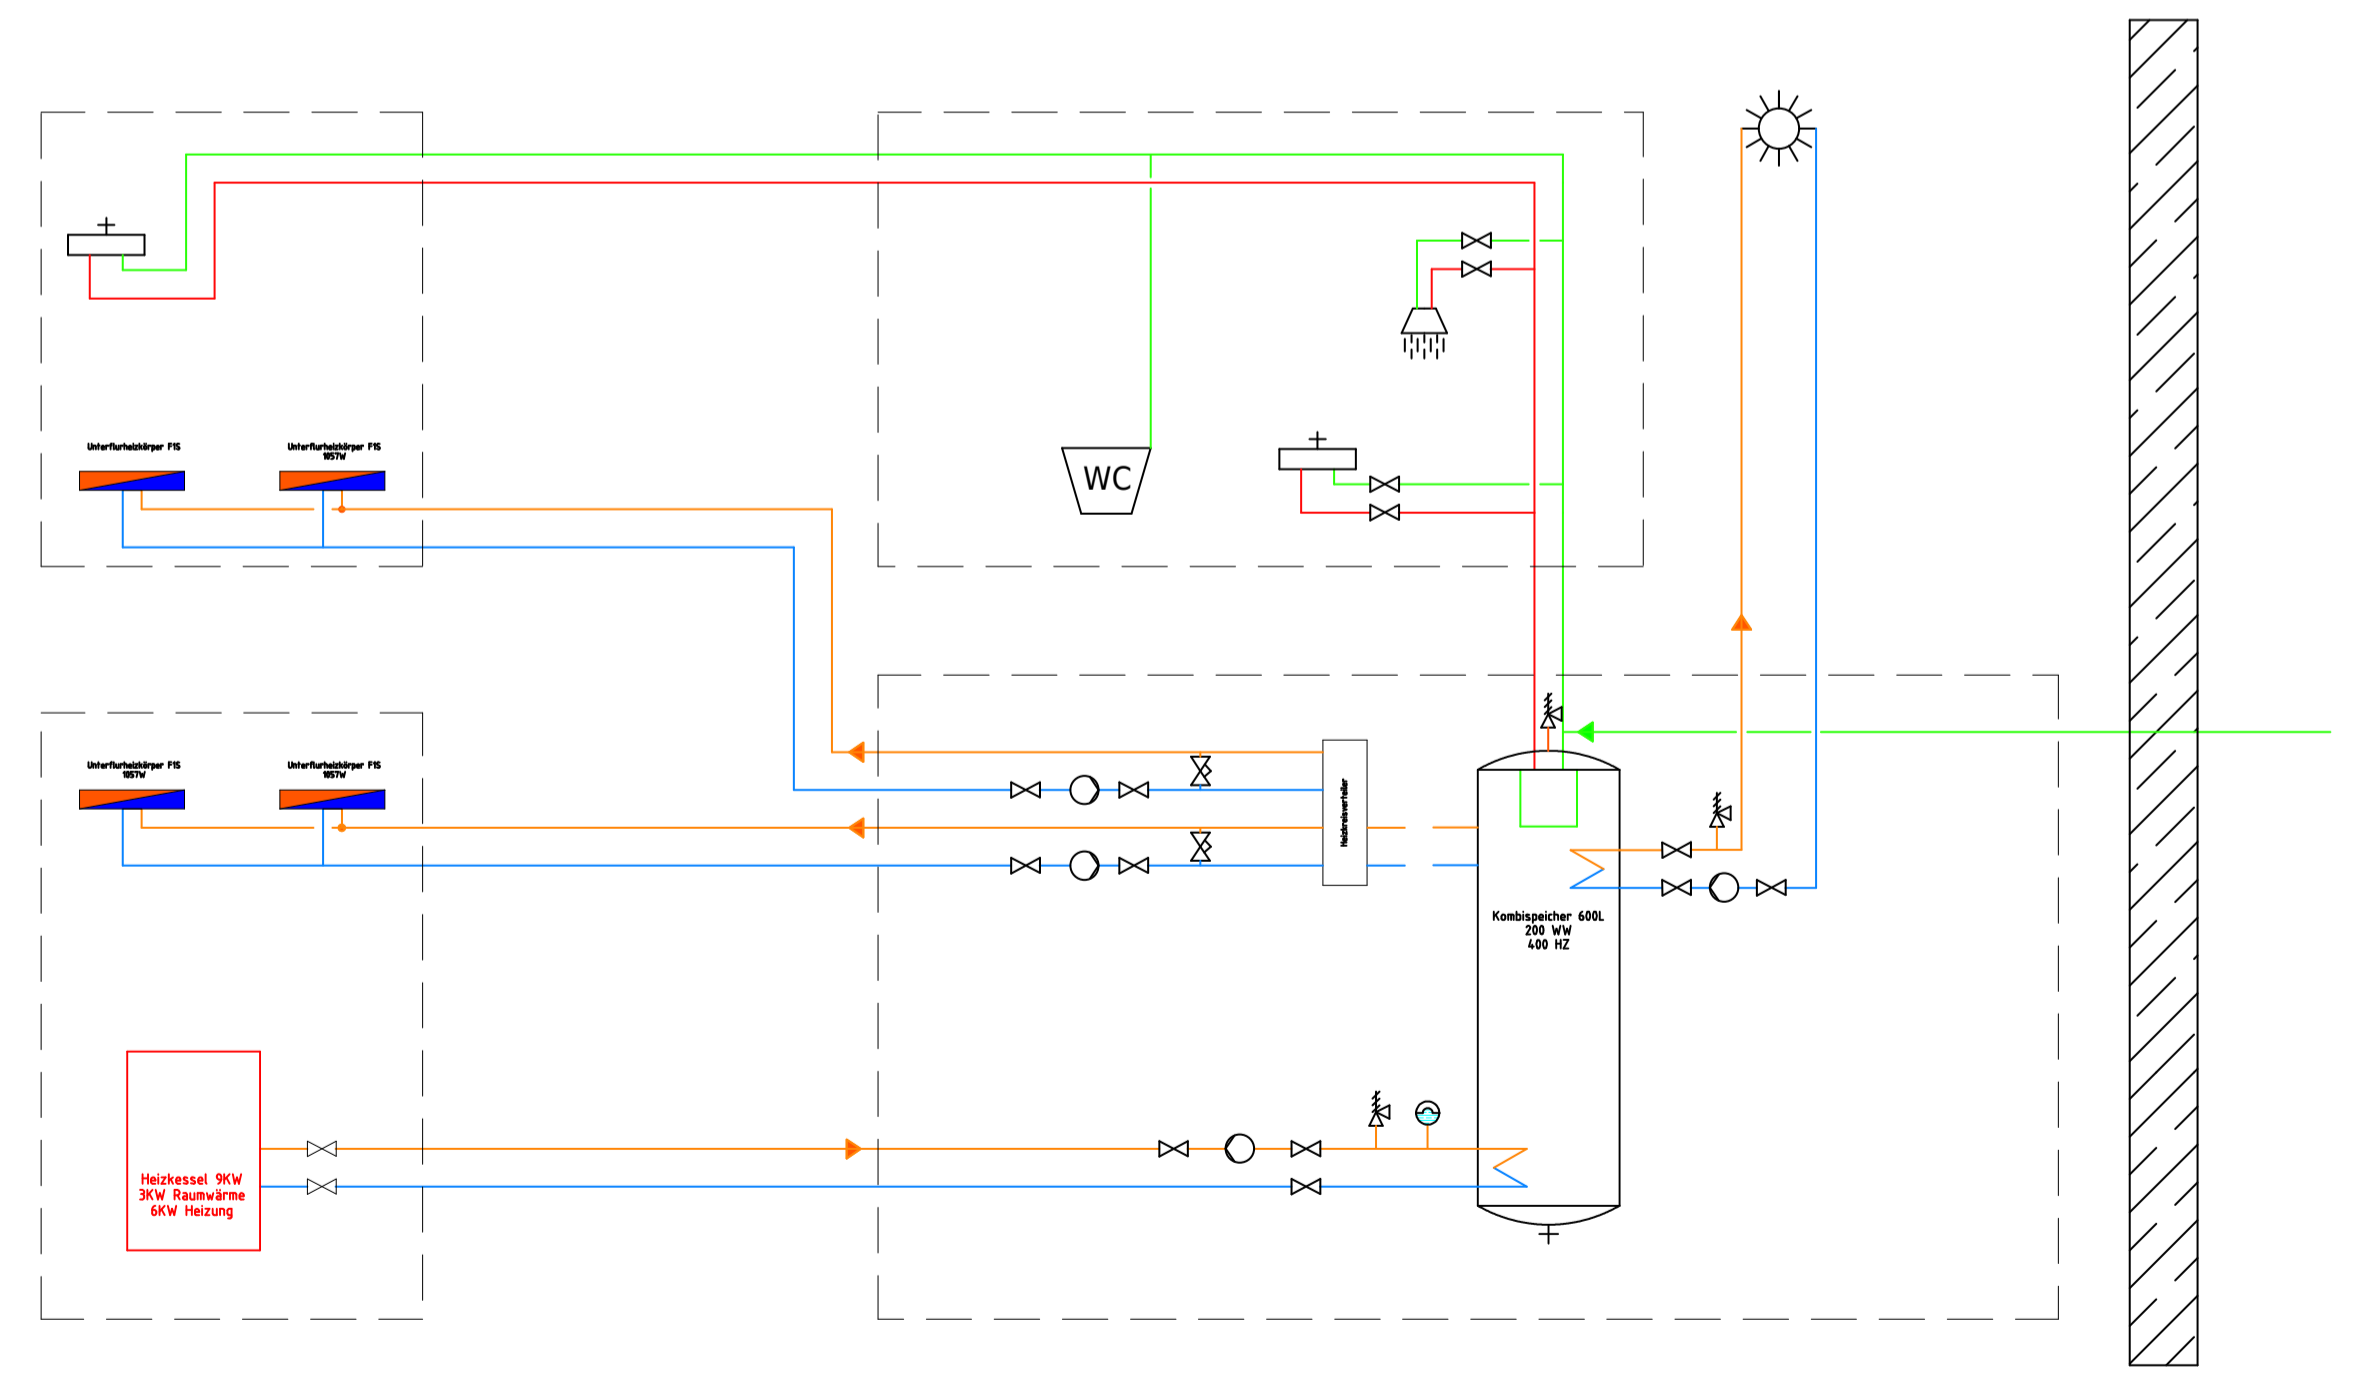 Unterflurheizkörper F1S
Unterflurheizkörper F1S
1057W
WC
Unterflurheizkörper F1S
1057W
Unterflurheizkörper F1S
1057W
Heizkreisverteiler
Kombispeicher 600L
200 WW
400 HZ
Heizkessel 9KW
3KW Raumwärme
6KW Heizung